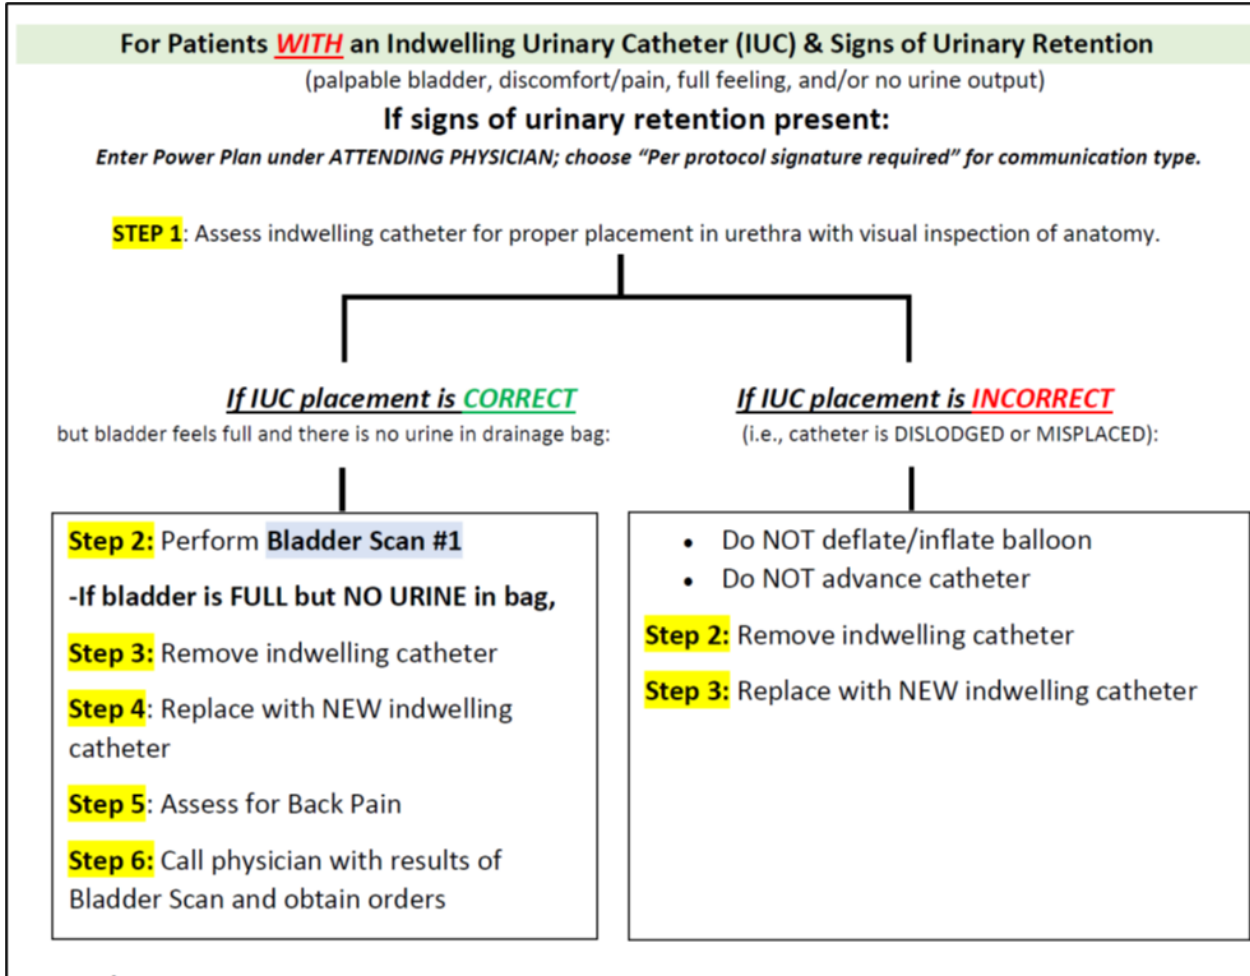 For Patients WITH an Indwelling Urinary Catheter (IUC) & Signs of Urinary Retention
(palpable bladder, discomfort/pain, full feeling, and/or no urine output)
If signs of urinary retention present:
Enter Power Plan under ATTENDING PHYSICIAN; choose “Per protocol signature required” for communication type.
STEP 1: Assess indwelling catheter for proper placement in urethra with visual inspection of anatomy.
If IUC placement is CORRECT
but bladder feels full and there is no urine in drainage bag:
Step 2: Perform Bladder Scan #1
-If bladder is FULL but NO URINE in bag,
Step 3: Remove indwelling catheter
Step 4: Replace with NEW indwelling
catheter
Step 5: Assess for Back Pain
Step 6: Call physician with results of
Bladder Scan and obtain orders
If IUC placement is INCORRECT
(i.e., catheter is DISLODGED or MISPLACED):
• Do NOT deflate/inflate balloon
• Do NOT advance catheter
Step 2: Remove indwelling catheter
Step 3: Replace with NEW indwelling catheter